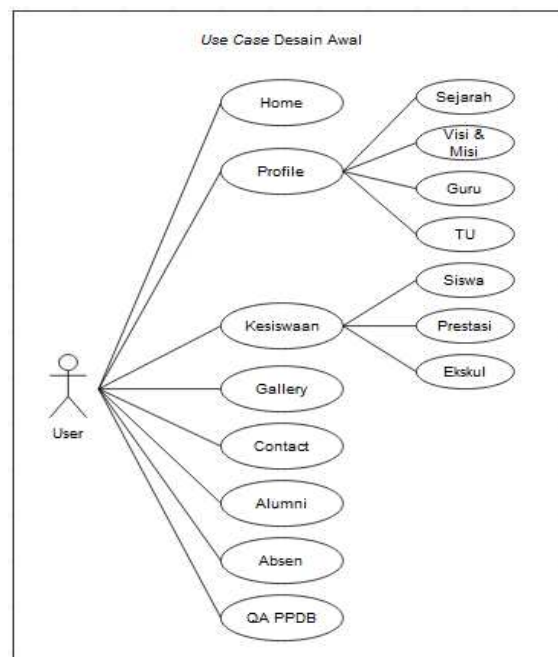 Use Case Desain Awal
Home
Profile
Sejarah
Visi &
Misi
Guru
TU
Kesiswaan
Siswa
Prestasi
Ekskul
Gallery
Contact
Alumni
Absen
QA PPDB
User